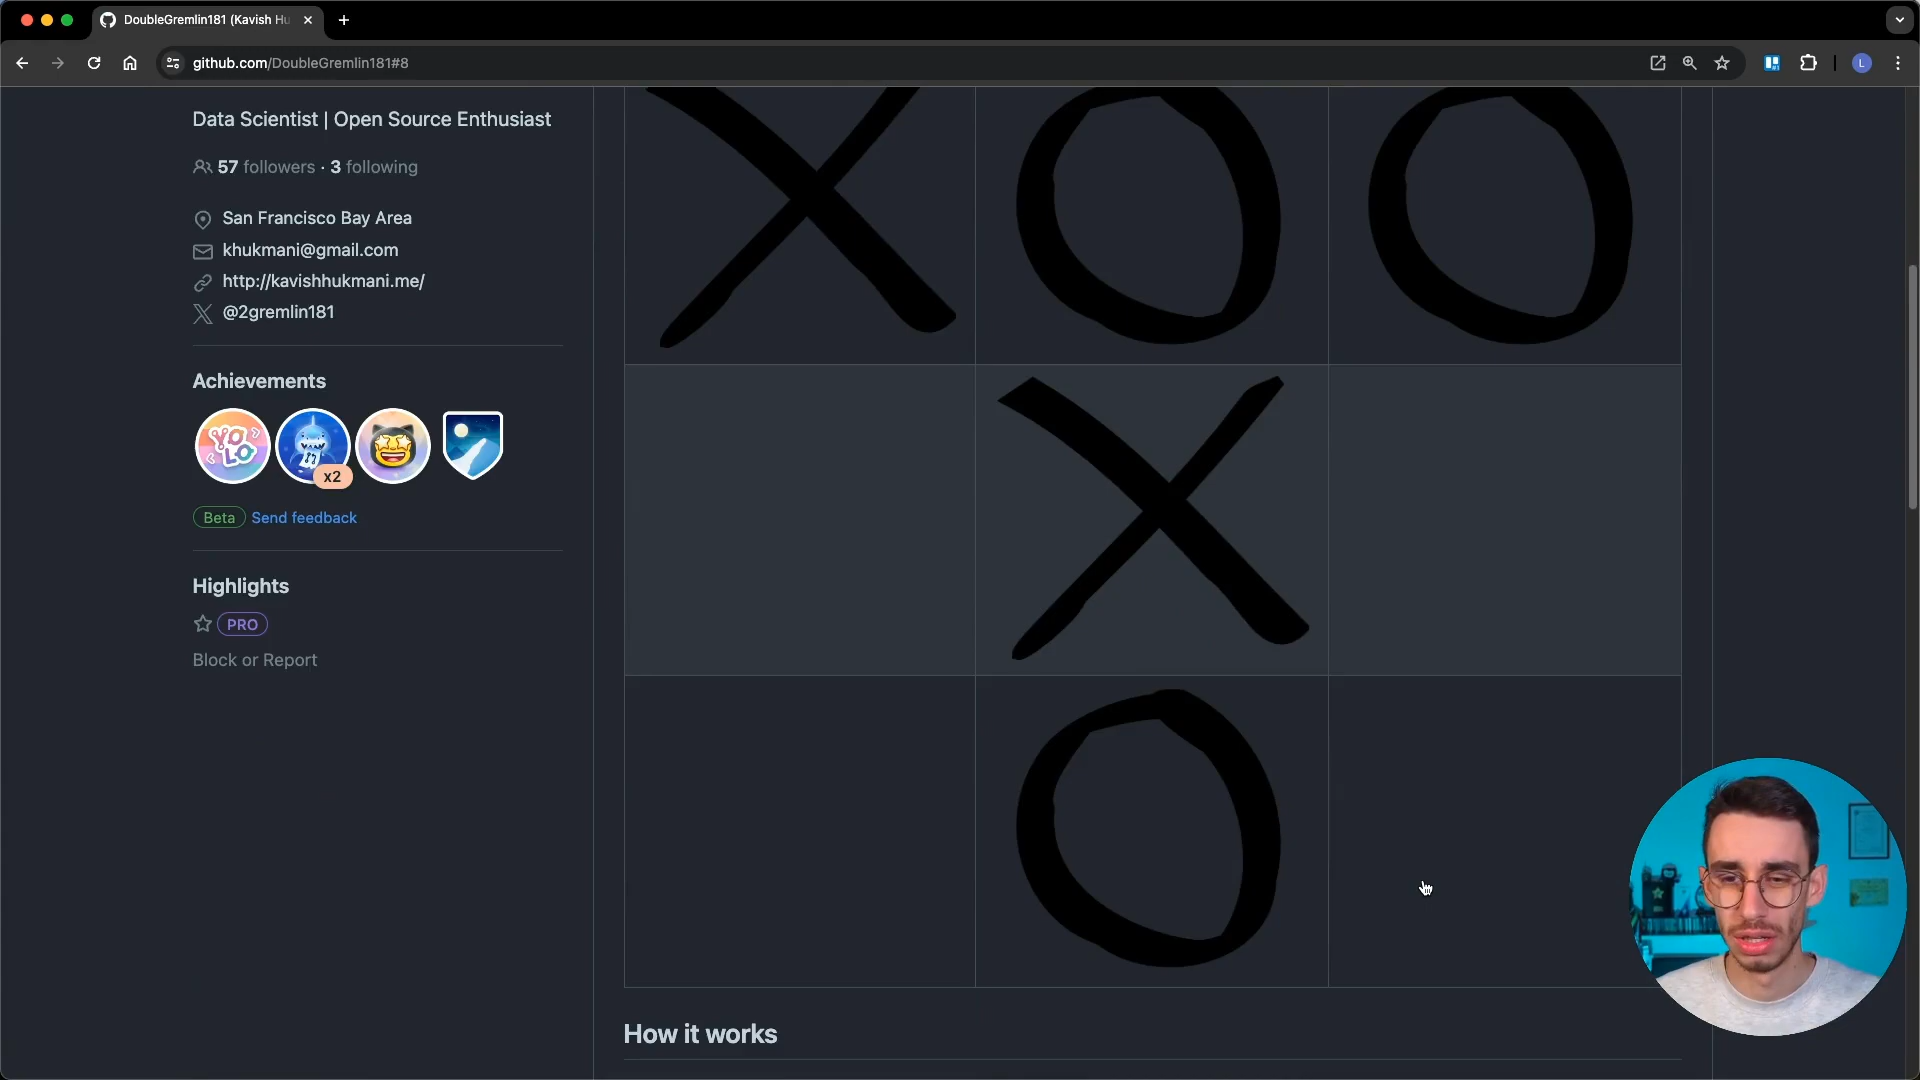 DoubleGremlin181 (Kavish Hu
github.com/DoubleGremlin181#8
L
Data Scientist | Open Source Enthusiast
57 followers · 3 following
San Francisco Bay Area
khukmani@gmail.com
http://kavishhukmani.me/
@2gremlin181
Achievements
YOLO
x2
Beta Send feedback
Highlights
PRO
Block or Report
X O O
X
O
How it works